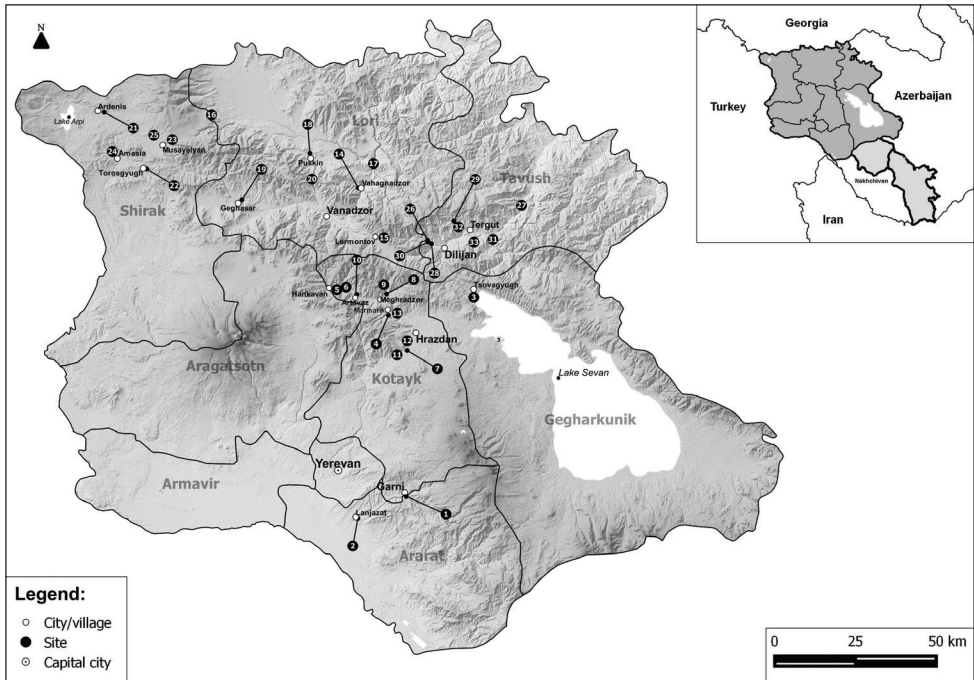 N
Georgia
Turkey
Azerbaijan
Nakhchivan
Iran
Ardenis
Lake Arpi
21
25
23
24
Amasia
Musayelyan
Torosgyugh
22
Shirak
16
18
Lori
Puskin
14
17
19
20
Vahagnadzor
Geghasar
Vanadzor
Lermontov
15
29
Tavush
26
27
32
Tergut
33
31
30
Dilijan
28
10
Hankavan
5
6
Artavaz
9
8
Meghradzor
Marmarik
13
Tsovagyugh
3
4
12
Hrazdan
11
7
Aragatsotn
Kotayk
Lake Sevan
Gegharkunik
Yerevan
Armavir
Garni
Lanjazat
1
2
Ararat
Legend:
City/village
Site
Capital city
0 25 50 km